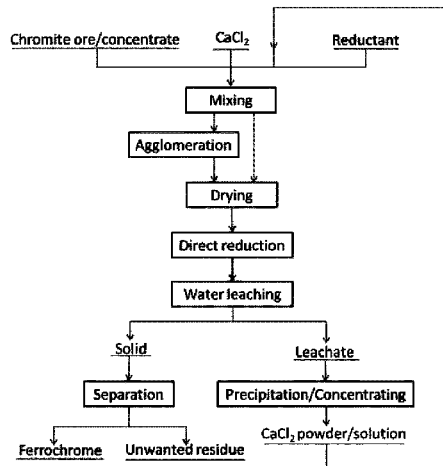 Chromite ore/concentrate
CaCl₂
Reductant
Mixing
Agglomeration
Drying
Direct reduction
Water leaching
Solid
Leachate
Separation
Precipitation/Concentrating
Ferrochrome
Unwanted residue
CaCl₂ powder/solution